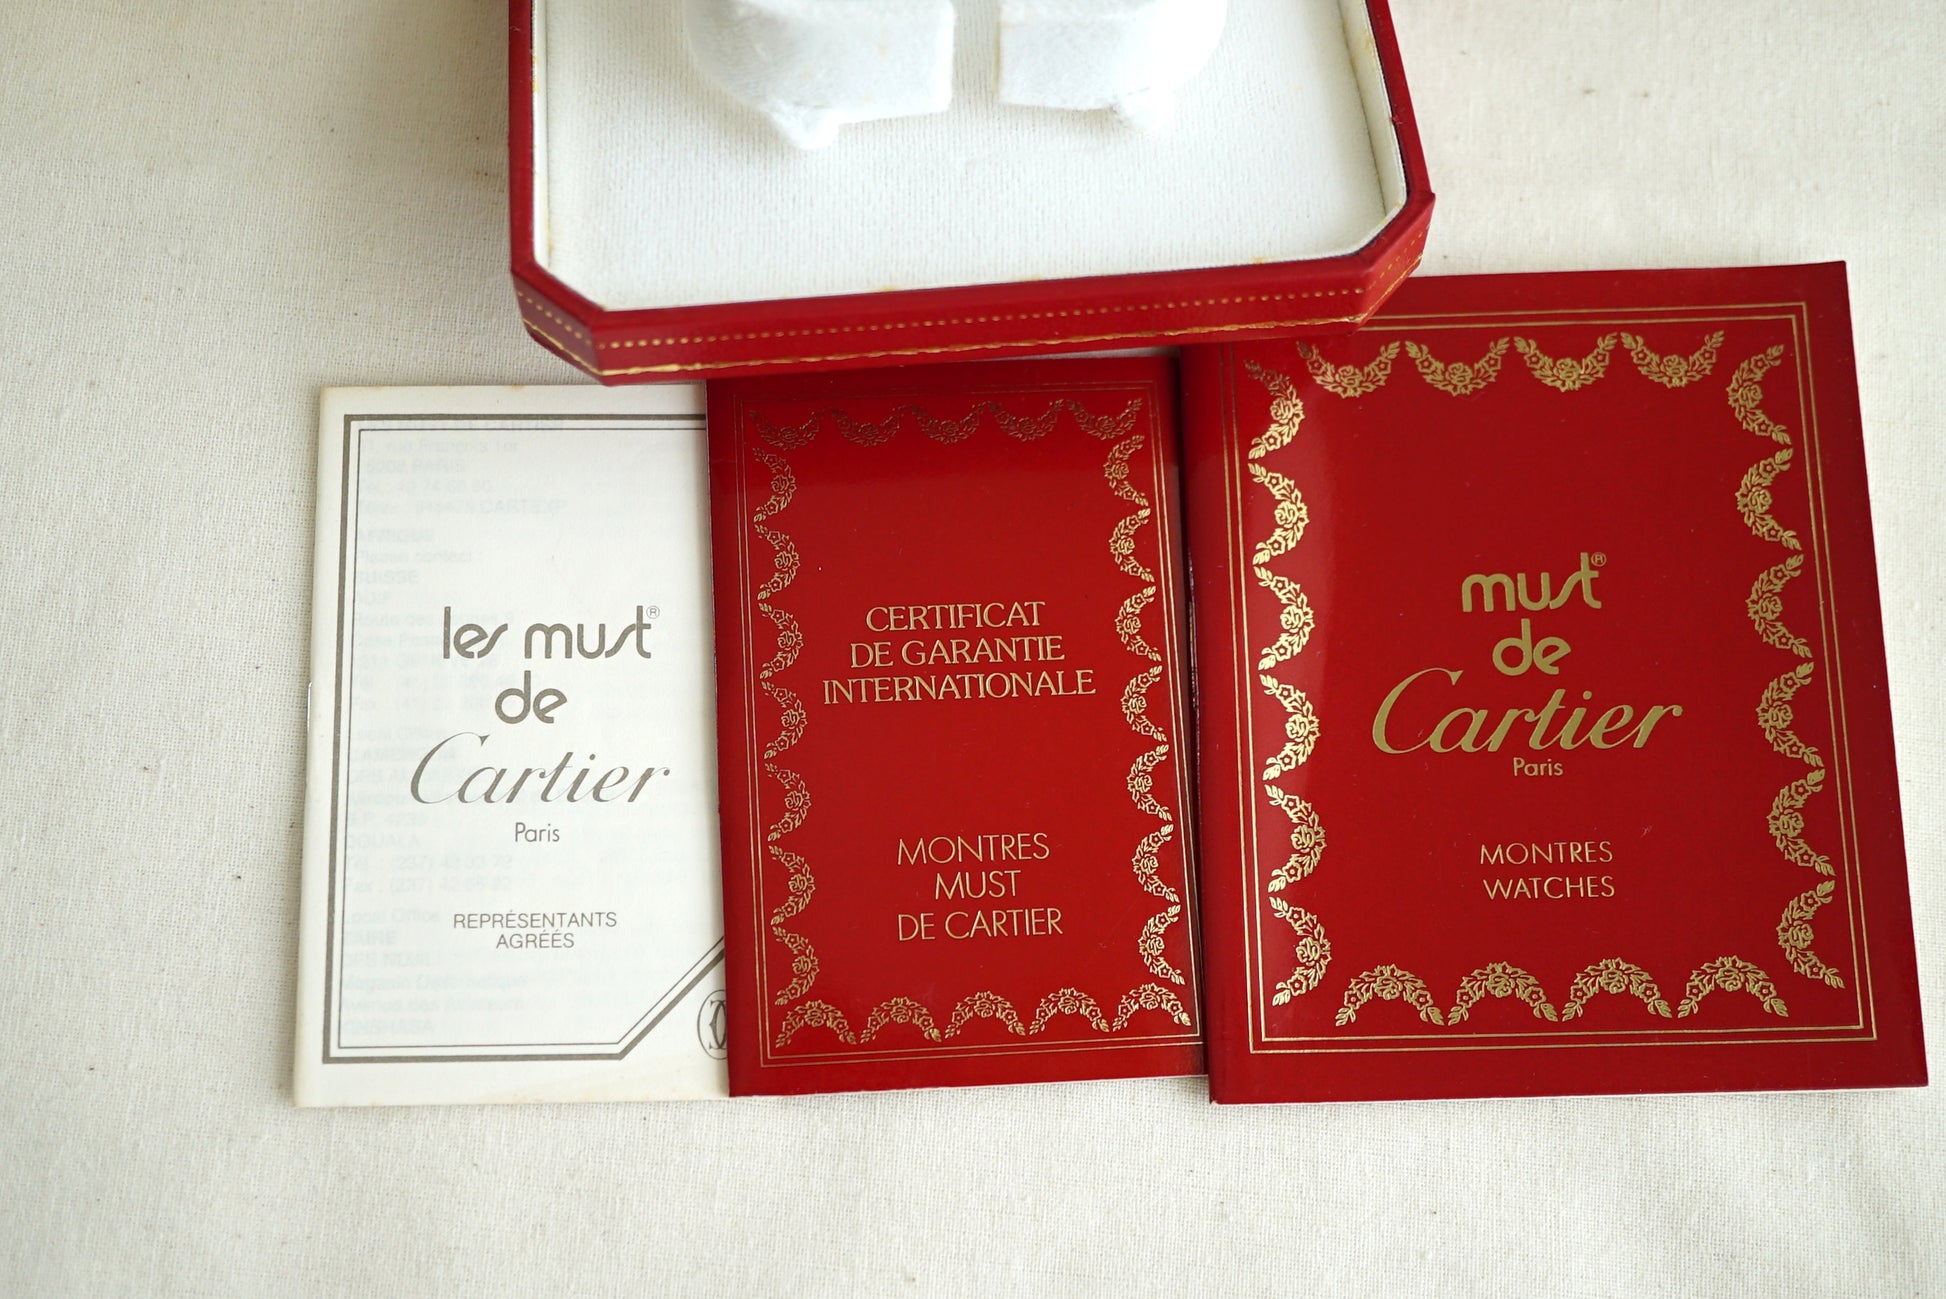 les must®
de
Cartier
Paris
REPRÉSENTANTS
AGRÉÉS
CERTIFICAT
DE GARANTIE
INTERNATIONALE
MONTRES
MUST
DE CARTIER
must®
de
Cartier
Paris
MONTRES
WATCHES